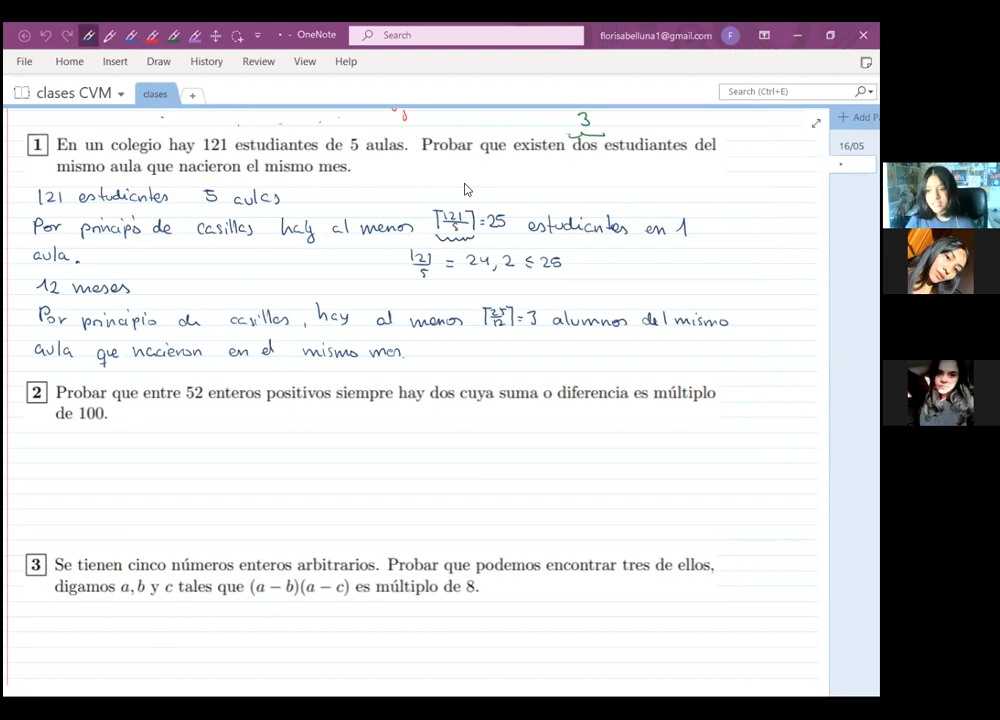 OneNote
Search
florisabelluna1@gmail.com
F
File Home Insert Draw History Review View Help
clases CVM
clases
+
Search (Ctrl+E)
+ Add Pa
16/05
3
1 En un colegio hay 121 estudiantes de 5 aulas. Probar que existen dos estudiantes del
mismo aula que nacieron el mismo mes.
121 estudiantes 5 aulas
Por principo de casillas hay al menos ⌈121/5⌉=25 estudiantes en 1
aula.
121/5 = 24,2 ≤ 25
12 meses
Por principio de casillas, hay al menos ⌈25/12⌉=3 alumnos del mismo
aula que nacieron en el mismo mes.
2 Probar que entre 52 enteros positivos siempre hay dos cuya suma o diferencia es múltiplo
de 100.
3 Se tienen cinco números enteros arbitrarios. Probar que podemos encontrar tres de ellos,
digamos a, b y c tales que (a − b)(a − c) es múltiplo de 8.